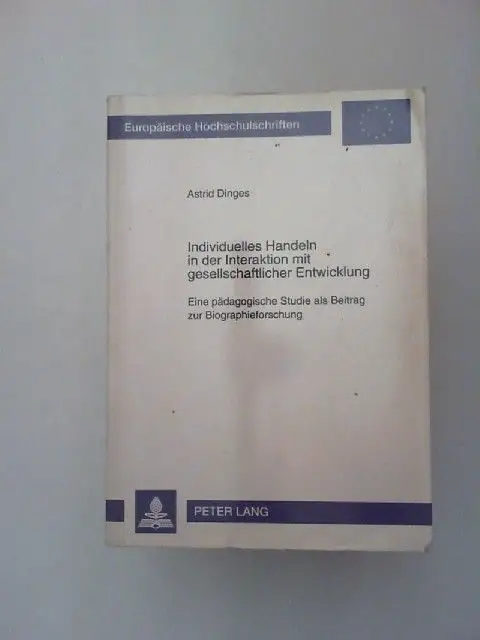 Europäische Hochschulschriften
Astrid Dinges
Individuelles Handeln
in der Interaktion mit
gesellschaftlicher Entwicklung
Eine pädagogische Studie als Beitrag
zur Biographieforschung
PETER LANG